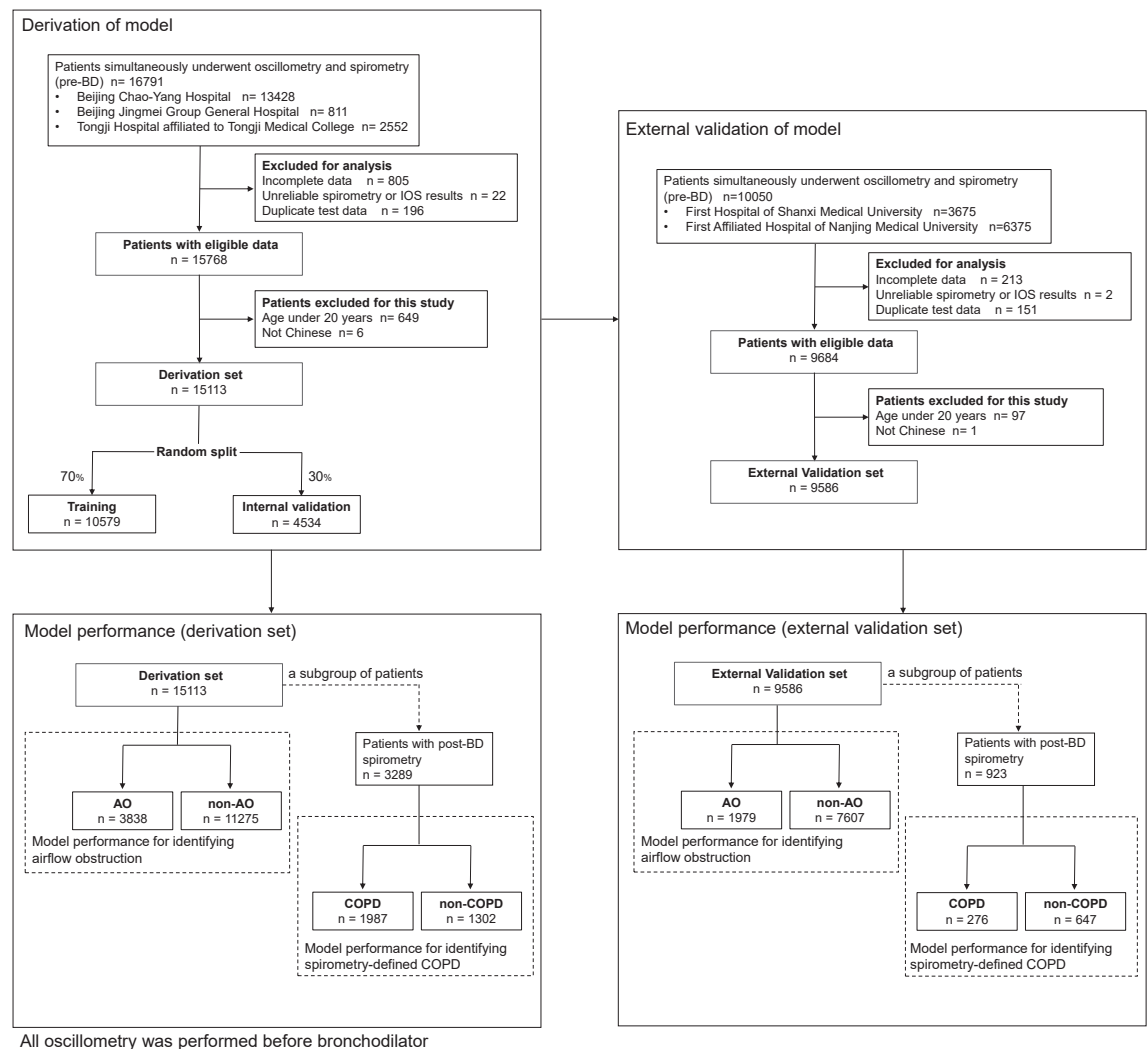 Derivation of model
Patients simultaneously underwent oscillometry and spirometry
(pre-BD) n= 16791
• Beijing Chao-Yang Hospital n= 13428
• Beijing Jingmei Group General Hospital n= 811
• Tongji Hospital affiliated to Tongji Medical College n= 2552
Excluded for analysis
Incomplete data n = 805
Unreliable spirometry or IOS results n = 22
Duplicate test data n = 196
Patients with eligible data
n = 15768
Patients excluded for this study
Age under 20 years n= 649
Not Chinese n= 6
Derivation set
n = 15113
Random split
70%
30%
Training
n = 10579
Internal validation
n = 4534
External validation of model
Patients simultaneously underwent oscillometry and spirometry
(pre-BD) n=10050
• First Hospital of Shanxi Medical University n=3675
• First Affiliated Hospital of Nanjing Medical University n=6375
Excluded for analysis
Incomplete data n = 213
Unreliable spirometry or IOS results n = 2
Duplicate test data n = 151
Patients with eligible data
n = 9684
Patients excluded for this study
Age under 20 years n= 97
Not Chinese n= 1
External Validation set
n = 9586
Model performance (derivation set)
Derivation set
n = 15113
a subgroup of patients
Patients with post-BD
spirometry
n = 3289
AO
n = 3838
non-AO
n = 11275
Model performance for identifying
airflow obstruction
COPD
n = 1987
non-COPD
n = 1302
Model performance for identifying
spirometry-defined COPD
Model performance (external validation set)
External Validation set
n = 9586
a subgroup of patients
Patients with post-BD
spirometry
n = 923
AO
n = 1979
non-AO
n = 7607
Model performance for identifying
airflow obstruction
COPD
n = 276
non-COPD
n = 647
Model performance for identifying
spirometry-defined COPD
All oscillometry was performed before bronchodilator